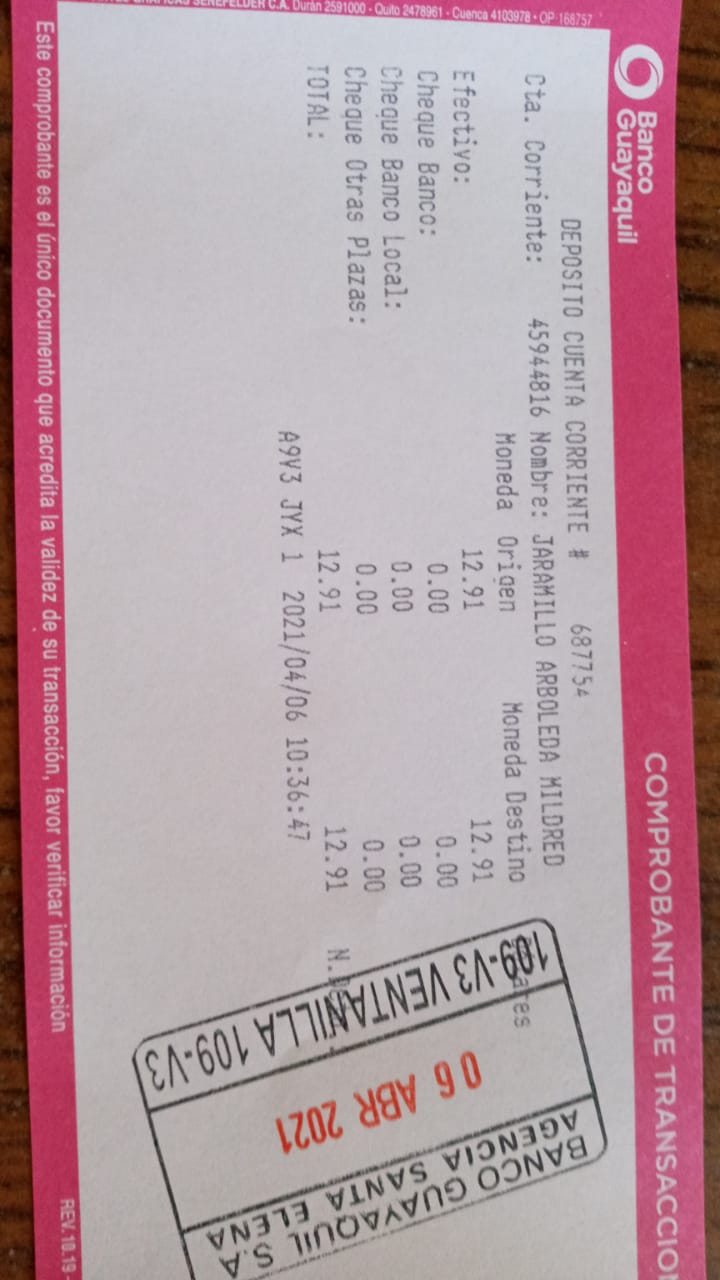 Banco
Guayaquil
COMPROBANTE DE TRANSACCIO
DEPOSITO CUENTA CORRIENTE # 687754
Cta. Corriente: 45944816 Nombre: JARAMILLO ARBOLEDA MILDRED
Moneda Origen Moneda Destino
Efectivo: 12.91 12.91
Cheque Banco: 0.00 0.00
Cheque Banco Local: 0.00 0.00
Cheque Otras Plazas: 0.00 0.00
TOTAL: 12.91 12.91
A9V3 JYX 1 2021/04/06 10:36:47
BANCO GUAYAQUIL S.A
AGENCIA SANTA ELENA
06 ABR 2021
109-V3 VENTANILLA 109-V3
Este comprobante es el único documento que acredita la validez de su transacción, favor verificar información
SENEFELDER C.A. Durán 2591000 - Quito 2478961 - Cuenca 4103978 • OP 168757
REV.10.19